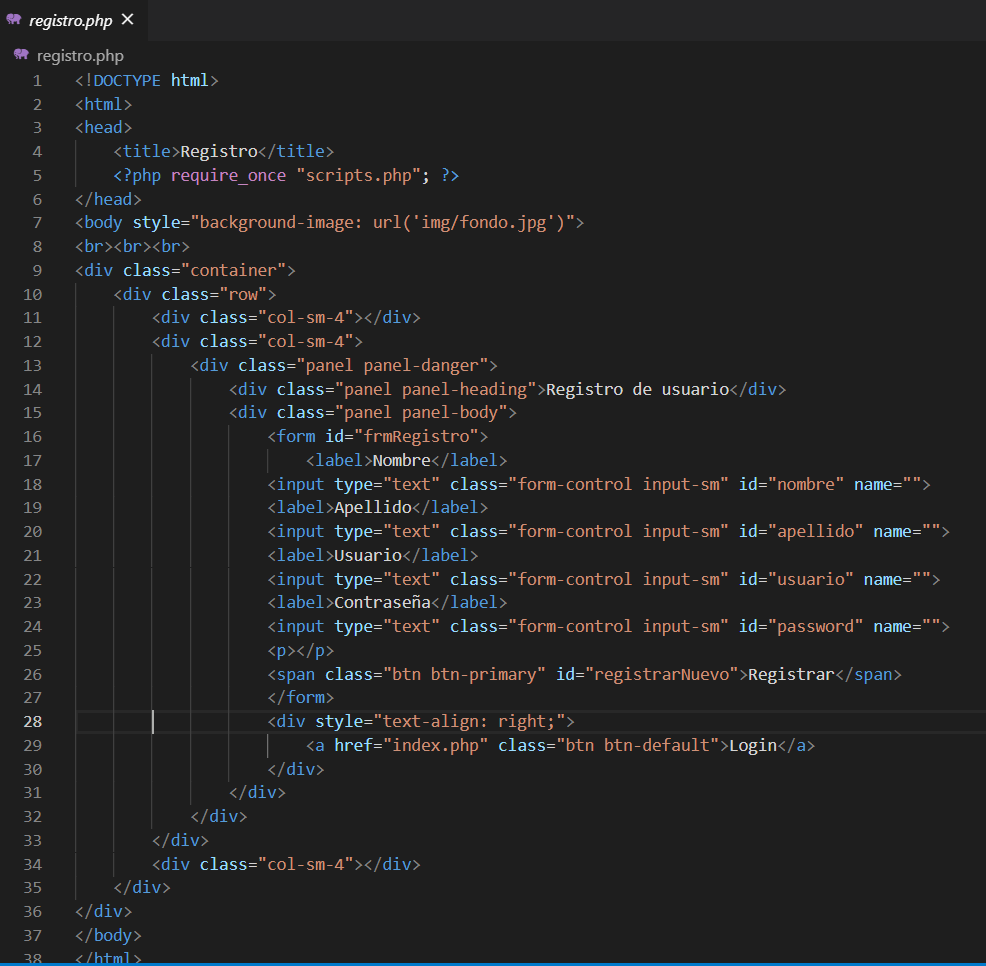 registro.php ×
registro.php
1 <!DOCTYPE html>
2 <html>
3 <head>
4     <title>Registro</title>
5     <?php require_once "scripts.php"; ?>
6 </head>
7 <body style="background-image: url('img/fondo.jpg')">
8 <br><br><br>
9 <div class="container">
10     <div class="row">
11         <div class="col-sm-4"></div>
12         <div class="col-sm-4">
13             <div class="panel panel-danger">
14                 <div class="panel panel-heading">Registro de usuario</div>
15                 <div class="panel panel-body">
16                     <form id="frmRegistro">
17                         <label>Nombre</label>
18                     <input type="text" class="form-control input-sm" id="nombre" name="">
19                     <label>Apellido</label>
20                     <input type="text" class="form-control input-sm" id="apellido" name="">
21                     <label>Usuario</label>
22                     <input type="text" class="form-control input-sm" id="usuario" name="">
23                     <label>Contraseña</label>
24                     <input type="text" class="form-control input-sm" id="password" name="">
25                     <p></p>
26                     <span class="btn btn-primary" id="registrarNuevo">Registrar</span>
27                     </form>
28                     <div style="text-align: right;">
29                         <a href="index.php" class="btn btn-default">Login</a>
30                     </div>
31                 </div>
32             </div>
33         </div>
34         <div class="col-sm-4"></div>
35     </div>
36 </div>
37 </body>
38 </html>